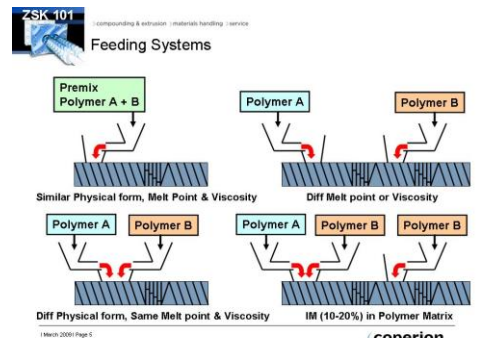 ZSK 101
compounding & extrusion materials handling service
Feeding Systems
Premix
Polymer A + B
Polymer A
Polymer B
Similar Physical form, Melt Point & Viscosity
Diff Melt point or Viscosity
Polymer A
Polymer B
Polymer A
Polymer B
Polymer B
Diff Physical form, Same Melt point & Viscosity
IM (10-20%) in Polymer Matrix
March 2009 Page 5
coperion